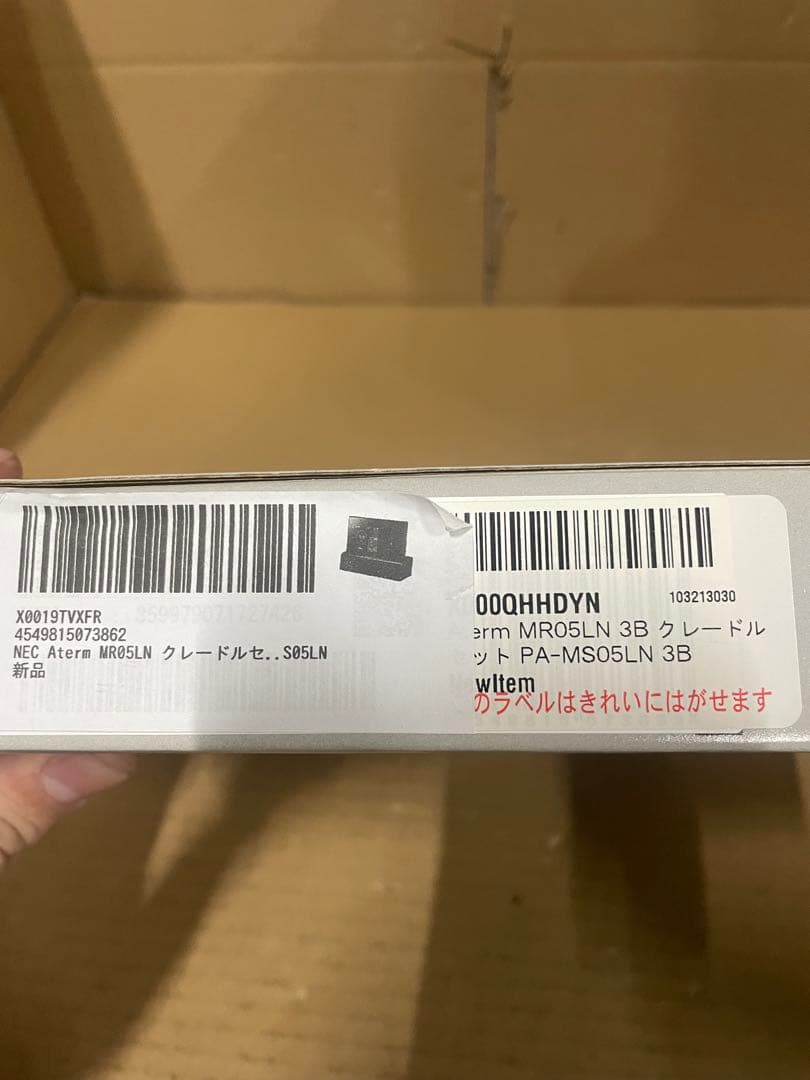 X0019TVXFR
4549815073862
NEC Aterm MR05LN クレードルセ..S05LN
新品
00QHHDYN
103213030
erm MR05LN 3B クレードル
ット PA-MS05LN 3B
wItem
のラベルはきれいにはがせます